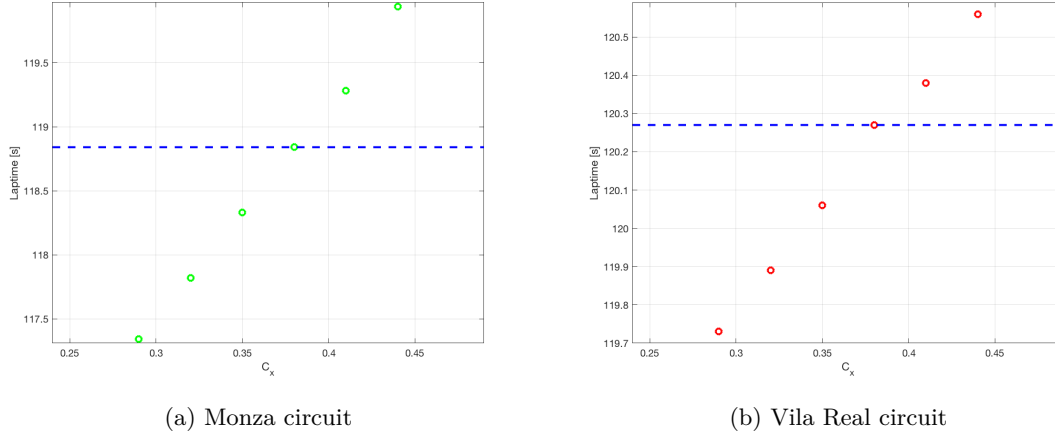 119.5
119
118.5
118
117.5
Laptime [s]
0.25 0.3 0.35 0.4 0.45
C_x
(a) Monza circuit
120.5
120.4
120.3
120.2
120.1
120
119.9
119.8
119.7
Laptime [s]
0.25 0.3 0.35 0.4 0.45
C_x
(b) Vila Real circuit